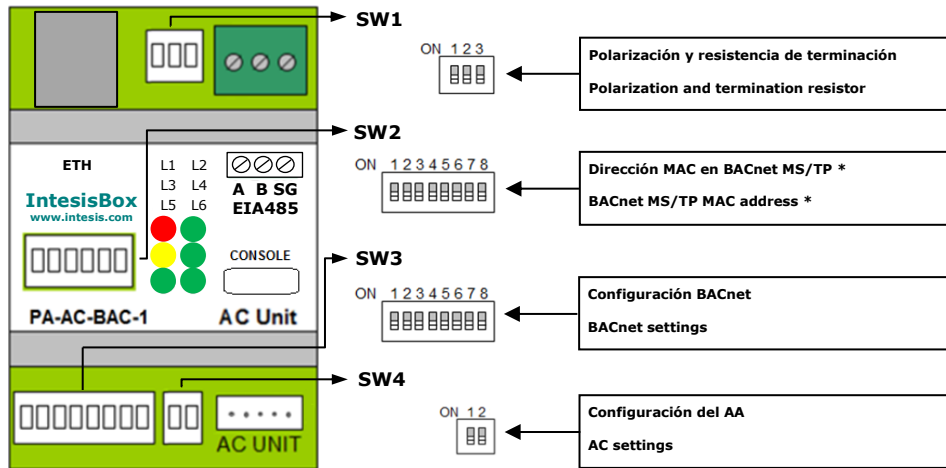 SW1
ON 1 2 3
Polarización y resistencia de terminación
Polarization and termination resistor
SW2
ETH
L1 L2
L3 L4
L5 L6
A B SG
EIA485
IntesisBox
www.intesis.com
ON 1 2 3 4 5 6 7 8
Dirección MAC en BACnet MS/TP *
BACnet MS/TP MAC address *
CONSOLE
SW3
PA-AC-BAC-1
AC Unit
ON 1 2 3 4 5 6 7 8
Configuración BACnet
BACnet settings
SW4
AC UNIT
ON 1 2
Configuración del AA
AC settings